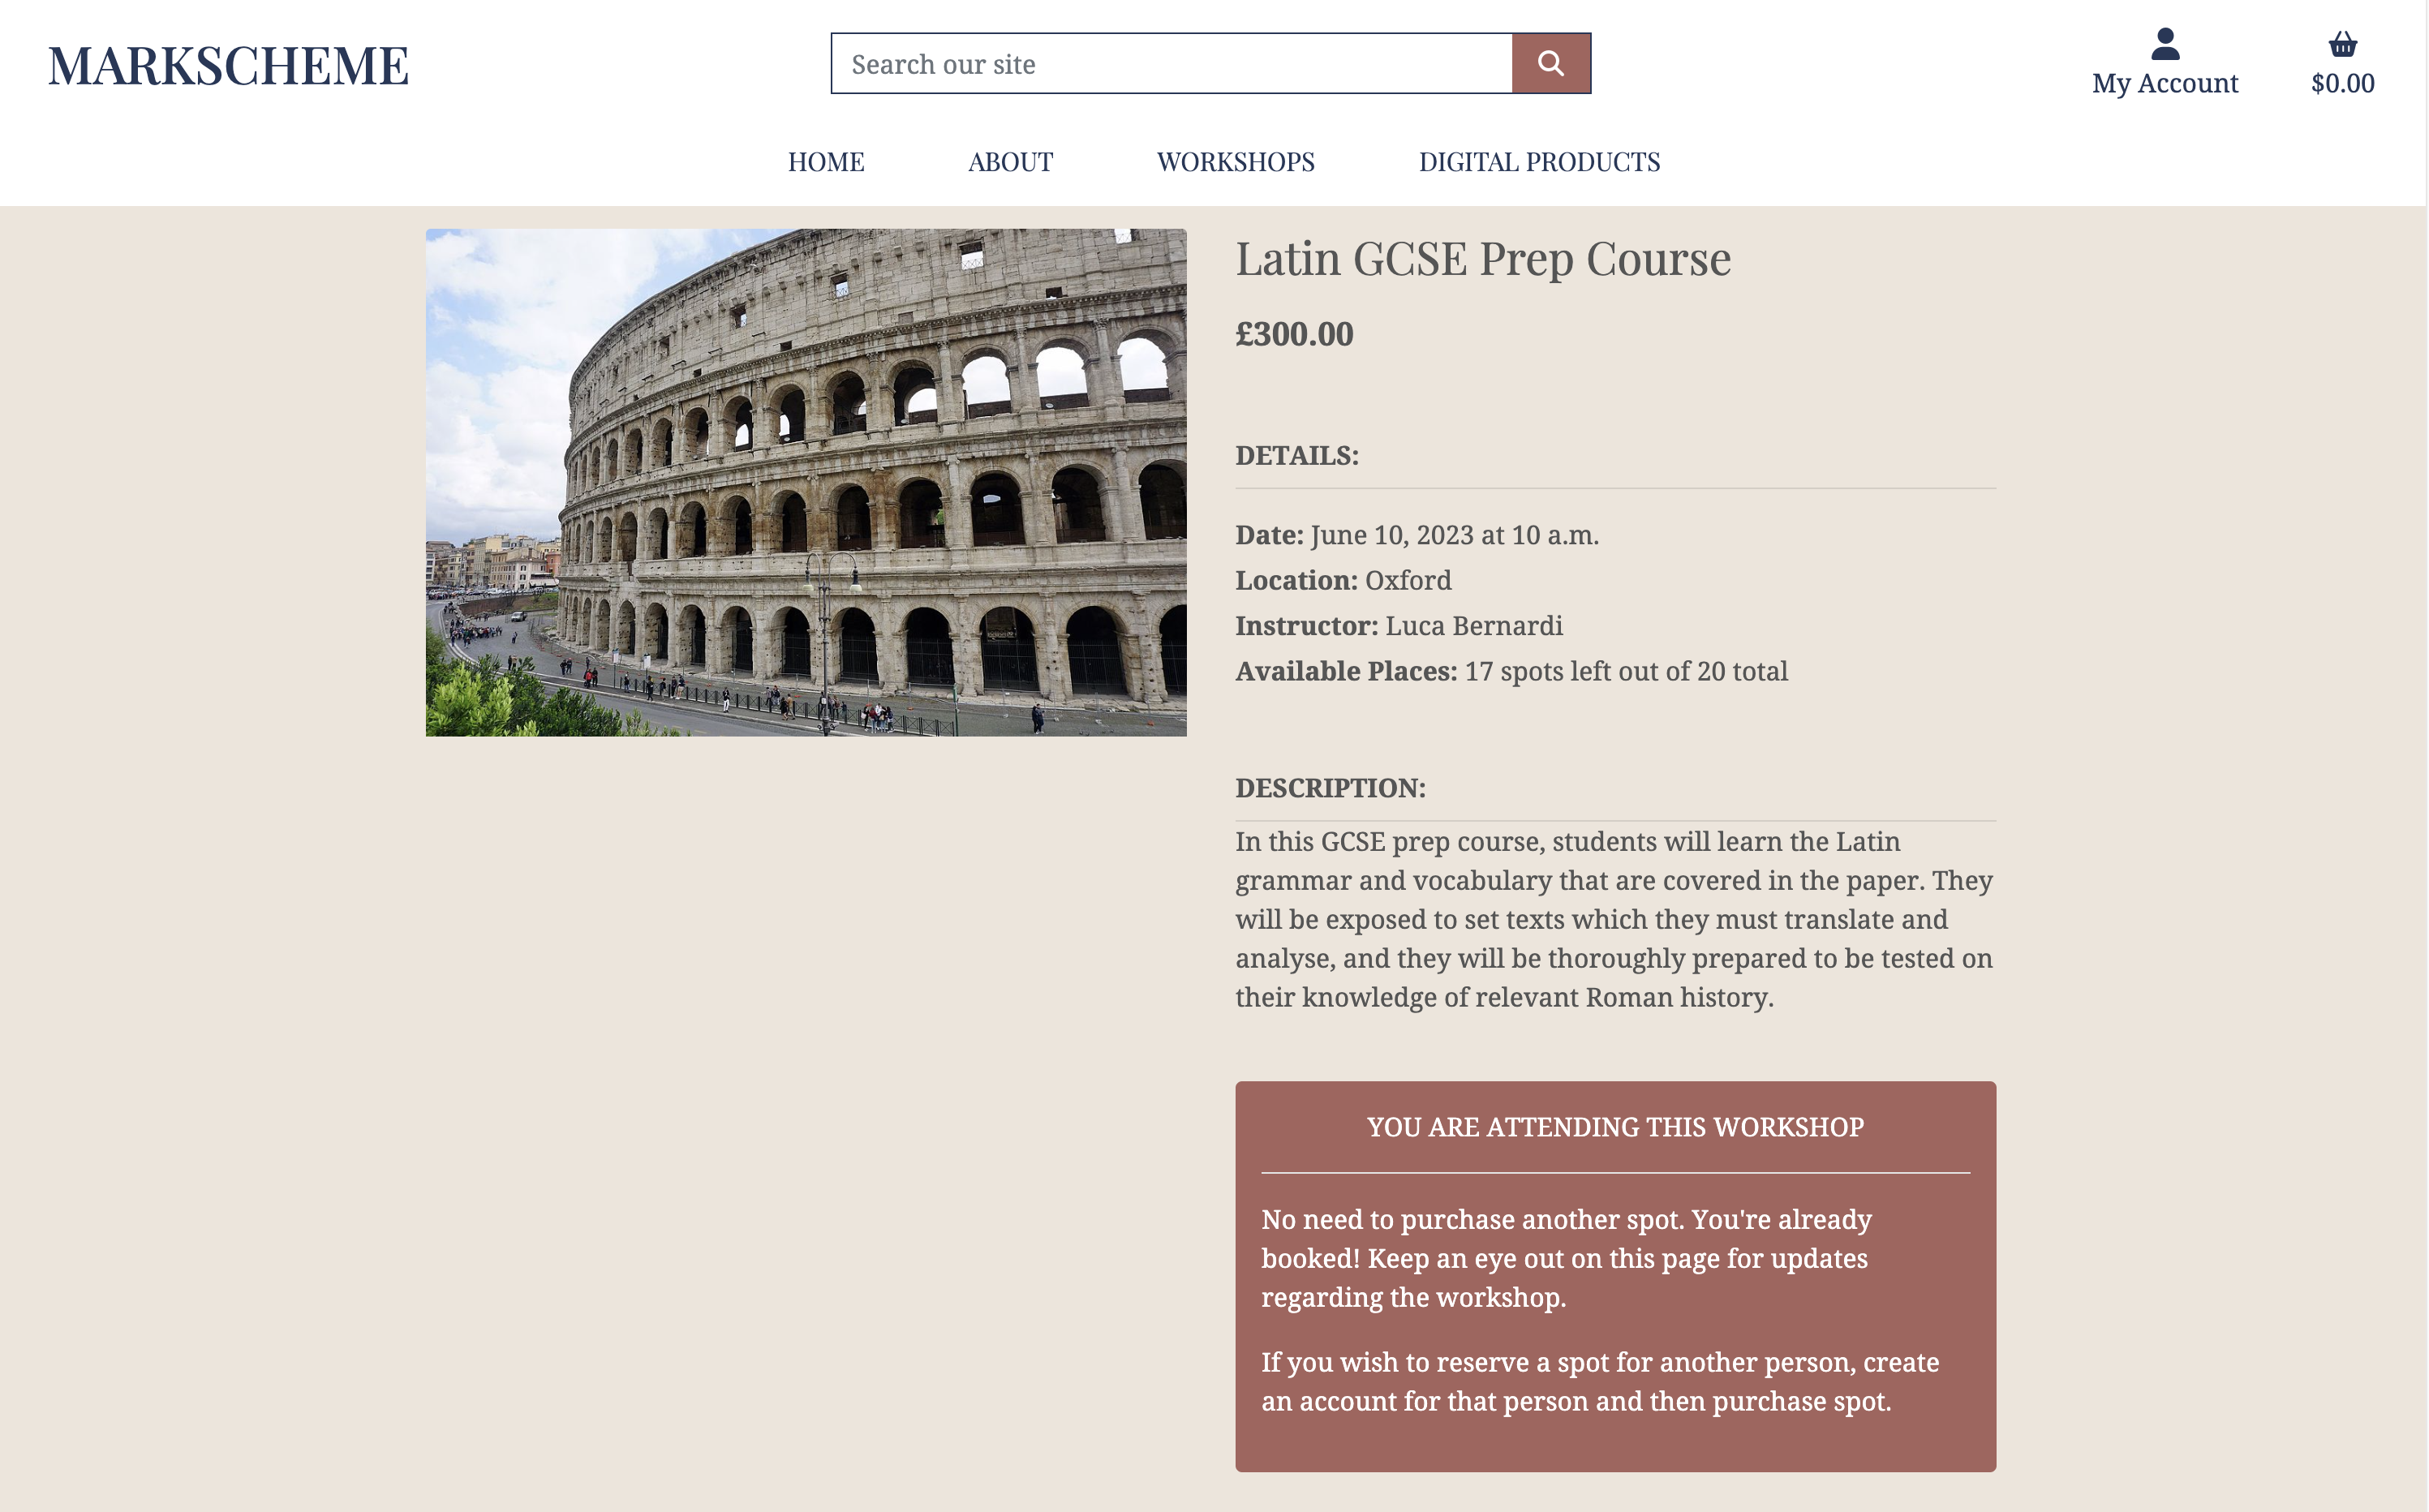 MARKSCHEME
Search our site
My Account
$0.00
HOME
ABOUT
WORKSHOPS
DIGITAL PRODUCTS
Latin GCSE Prep Course
£300.00
DETAILS:
Date: June 10, 2023 at 10 a.m.
Location: Oxford
Instructor: Luca Bernardi
Available Places: 17 spots left out of 20 total
DESCRIPTION:
In this GCSE prep course, students will learn the Latin
grammar and vocabulary that are covered in the paper. They
will be exposed to set texts which they must translate and
analyse, and they will be thoroughly prepared to be tested on
their knowledge of relevant Roman history.
YOU ARE ATTENDING THIS WORKSHOP
No need to purchase another spot. You're already
booked! Keep an eye out on this page for updates
regarding the workshop.
If you wish to reserve a spot for another person, create
an account for that person and then purchase spot.